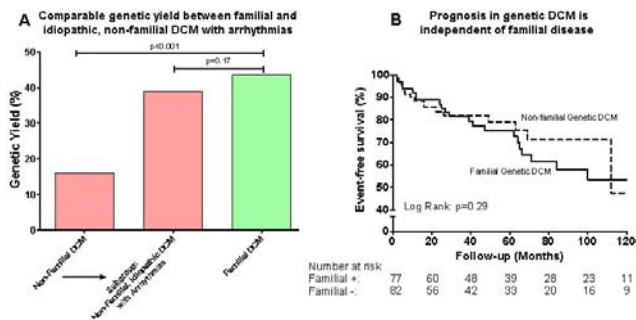 A
Comparable genetic yield between familial and
idiopathic, non-familial DCM with arrhythmias
p<0.001
p=0.17
50
40
30
20
10
0
Genetic Yield (%)
Non-Familial DCM
Subgroup:
Non-Familial, Idiopathic DCM
with Arrhythmias
Familial DCM
B
Prognosis in genetic DCM is
independent of familial disease
100
90
80
70
60
50
40
0
Event-free survival (%)
Non-familial Genetic DCM
Familial Genetic DCM
Log Rank: p=0.29
0 20 40 60 80 100 120
Follow-up (Months)
Number at risk
Familial +: 77 60 48 39 28 23 11
Familial -: 82 56 42 33 20 16 9